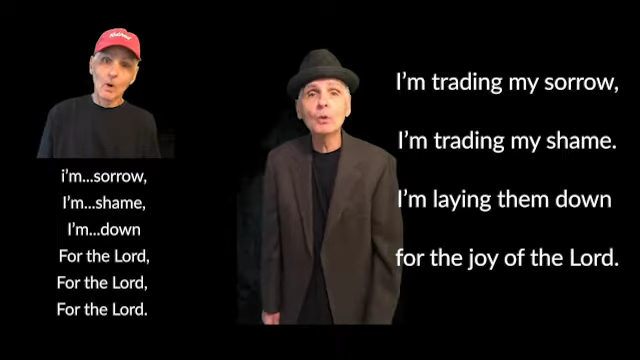 i'm...sorrow,
I'm...shame,
I'm...down
For the Lord,
For the Lord,
For the Lord.
I'm trading my sorrow,
I'm trading my shame.
I'm laying them down
for the joy of the Lord.